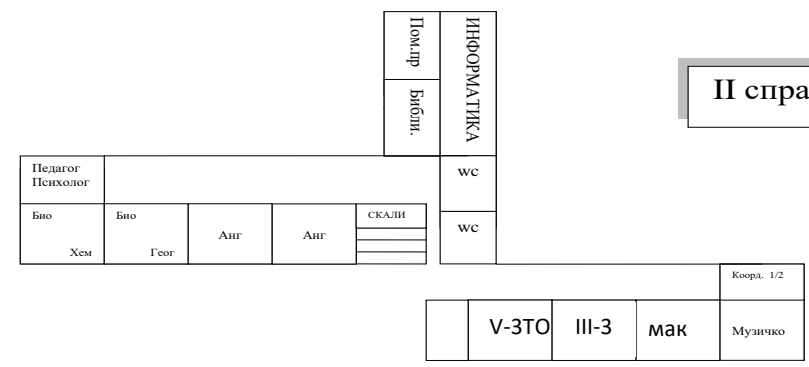 Пом.пр
Библи.
ИНФОРМАТИКА
II спра
Педагог
Психолог
wc
Био
Хем
Био
Геог
Анг
Анг
СКАЛИ
wc
Коорд. 1/2
V-3ТО
III-3
мак
Музичко